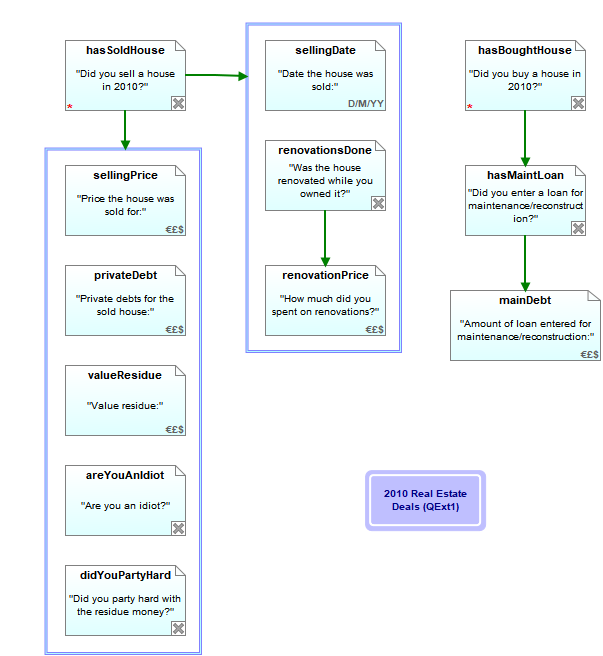 hasSoldHouse
"Did you sell a house
in 2010?"
*
sellingPrice
"Price the house was
sold for:"
€£$
privateDebt
"Private debts for the
sold house:"
€£$
valueResidue
"Value residue:"
€£$
areYouAnIdiot
"Are you an idiot?"
didYouPartyHard
"Did you party hard with
the residue money?"
sellingDate
"Date the house was
sold:"
D/M/YY
renovationsDone
"Was the house
renovated while you
owned it?"
renovationPrice
"How much did you
spent on renovations?"
€£$
hasBoughtHouse
"Did you buy a house in
2010?"
*
hasMaintLoan
"Did you enter a loan for
maintenance/reconstruct
ion?"
mainDebt
"Amount of loan entered for
maintenance/reconstruction:"
€£$
2010 Real Estate
Deals (QExt1)